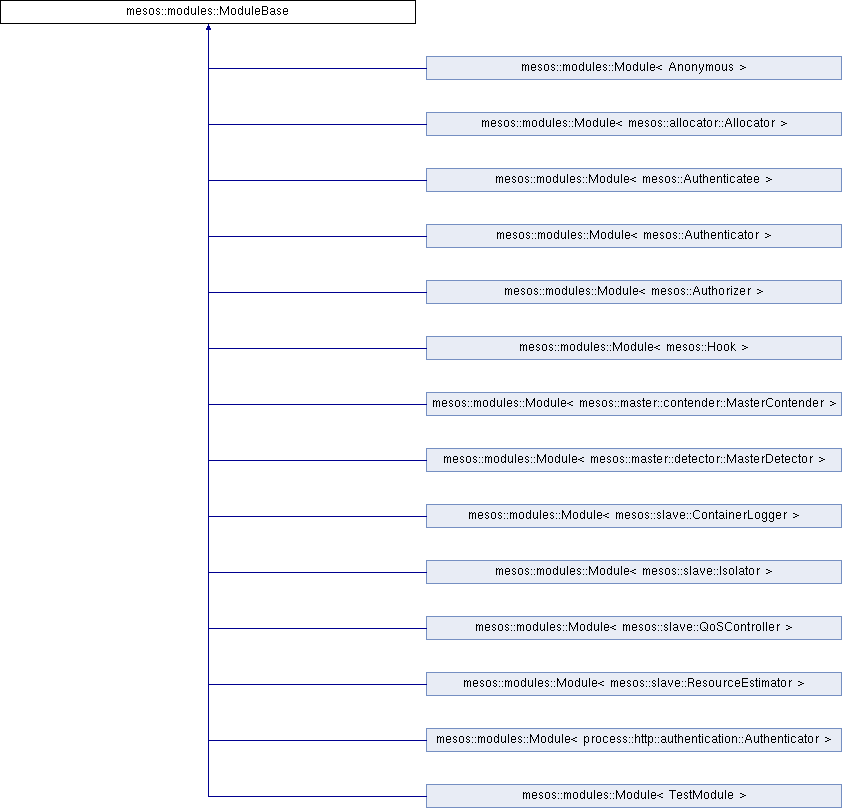 mesos::modules::ModuleBase
mesos::modules::Module< Anonymous >
mesos::modules::Module< mesos::allocator::Allocator >
mesos::modules::Module< mesos::Authenticatee >
mesos::modules::Module< mesos::Authenticator >
mesos::modules::Module< mesos::Authorizer >
mesos::modules::Module< mesos::Hook >
mesos::modules::Module< mesos::master::contender::MasterContender >
mesos::modules::Module< mesos::master::detector::MasterDetector >
mesos::modules::Module< mesos::slave::ContainerLogger >
mesos::modules::Module< mesos::slave::Isolator >
mesos::modules::Module< mesos::slave::QoSController >
mesos::modules::Module< mesos::slave::ResourceEstimator >
mesos::modules::Module< process::http::authentication::Authenticator >
mesos::modules::Module< TestModule >